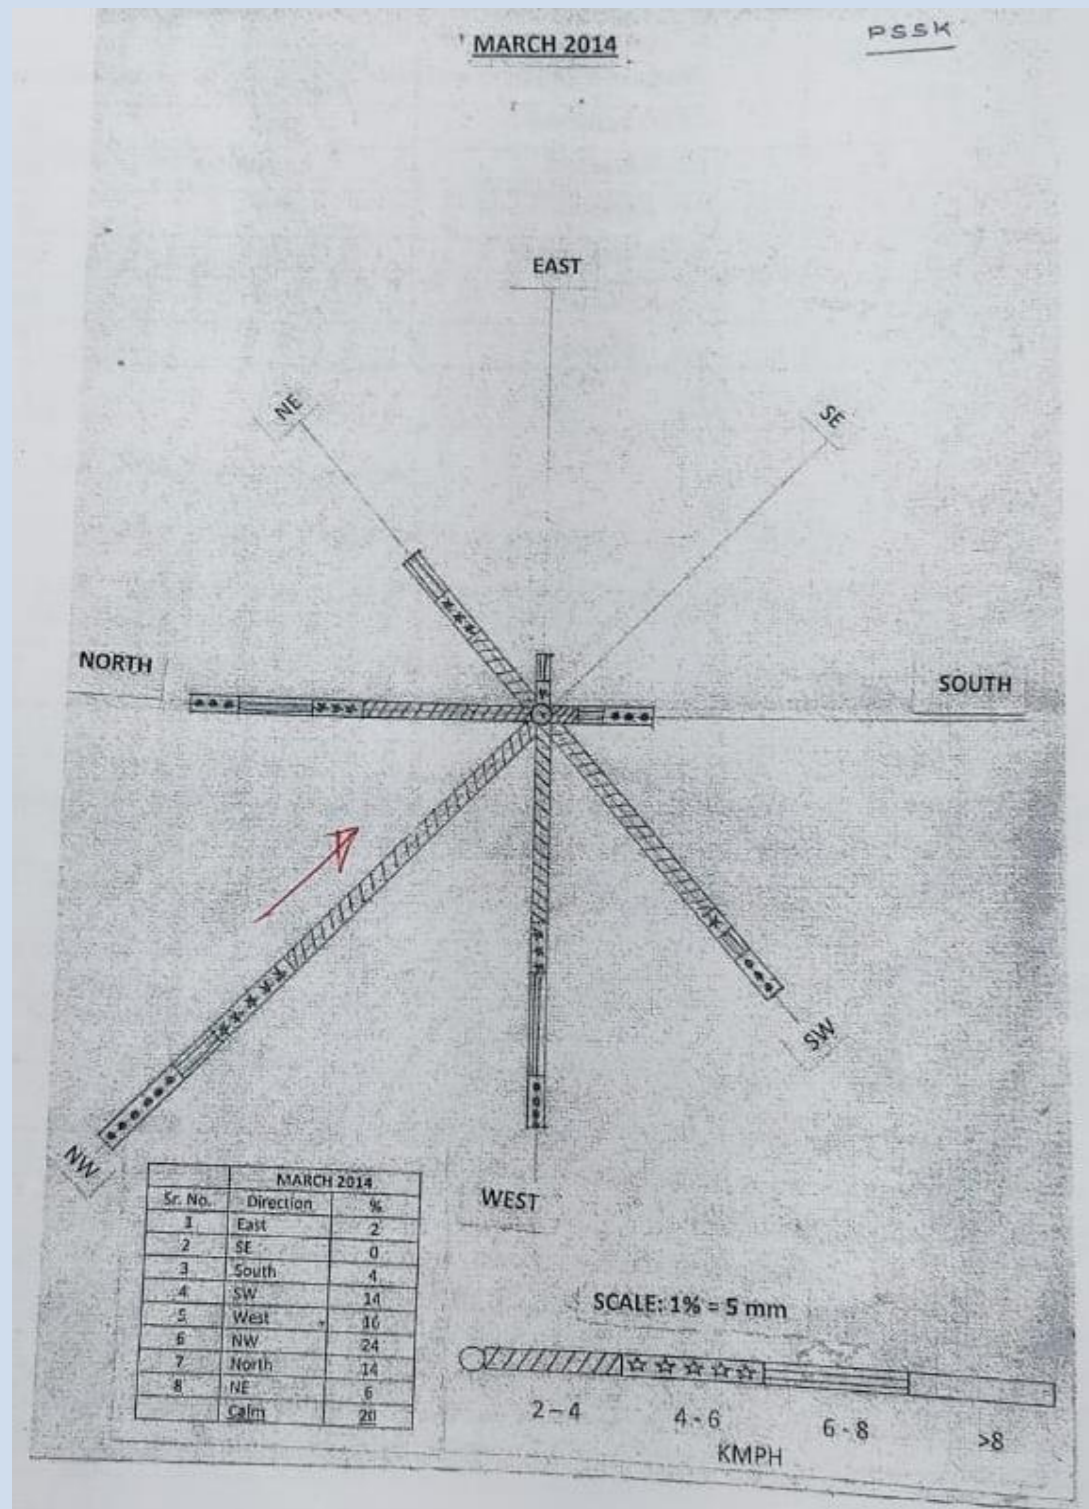 MARCH 2014
PSSK
EAST
NE
SE
NORTH
SOUTH
SW
NW
WEST
MARCH 2014
Sr. No. Direction %
1 East 2
2 SE 0
3 South 4
4 SW 14
5 West 16
6 NW 24
7 North 14
8 NE 6
Calm 20
SCALE: 1% = 5 mm
2-4 4-6 6-8 >8
KMPH